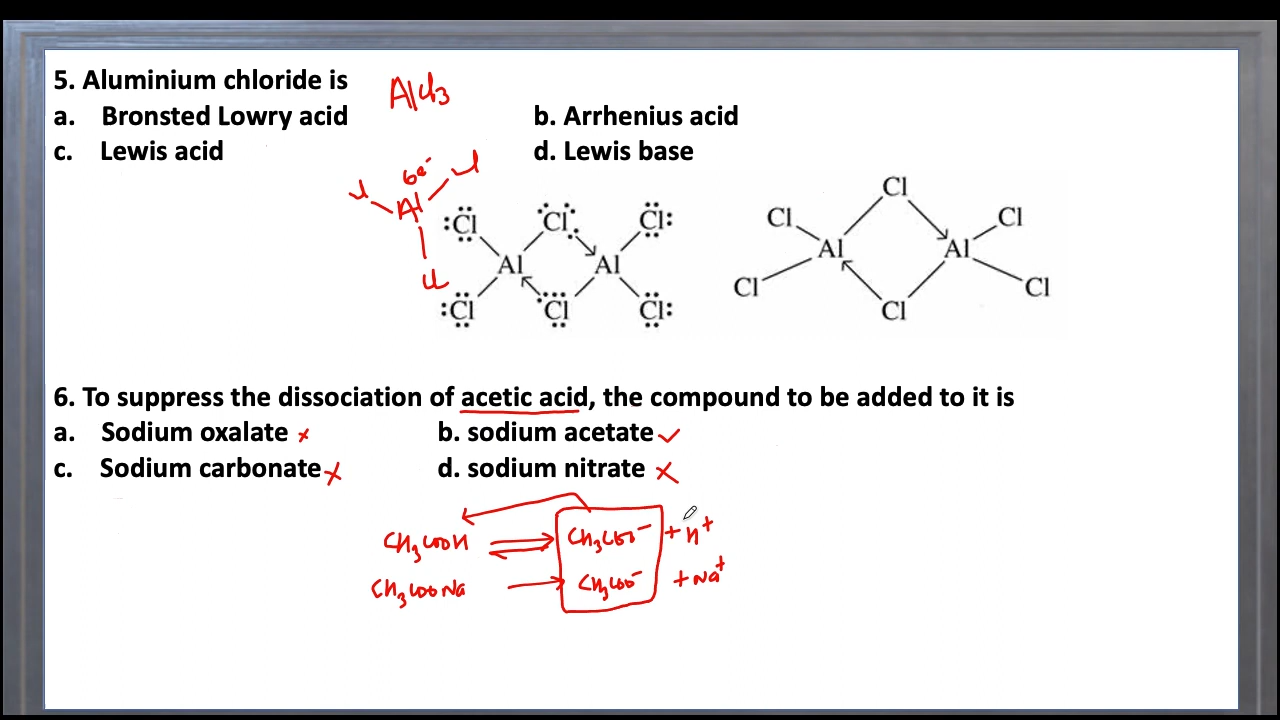 5. Aluminium chloride is
AlCl3
a. Bronsted Lowry acid b. Arrhenius acid
c. Lewis acid d. Lewis base
6e-
Cl Al Cl
Cl
Cl Cl Cl
Al Al
Cl Cl Cl
Cl
Cl Cl
Al Al
Cl Cl
Cl
6. To suppress the dissociation of acetic acid, the compound to be added to it is
a. Sodium oxalate x b. sodium acetate ✓
c. Sodium carbonate x d. sodium nitrate x
CH3COOH ⇌ CH3COO- + H+
CH3COONa → CH3COO- + Na+